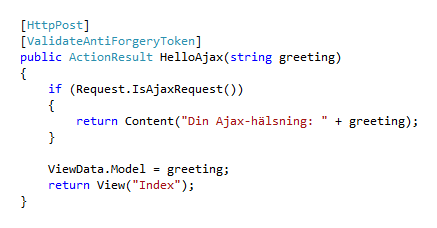 [HttpPost]
[ValidateAntiForgeryToken]
public ActionResult HelloAjax(string greeting)
{
    if (Request.IsAjaxRequest())
    {
        return Content("Din Ajax-hälsning: " + greeting);
    }

    ViewData.Model = greeting;
    return View("Index");
}